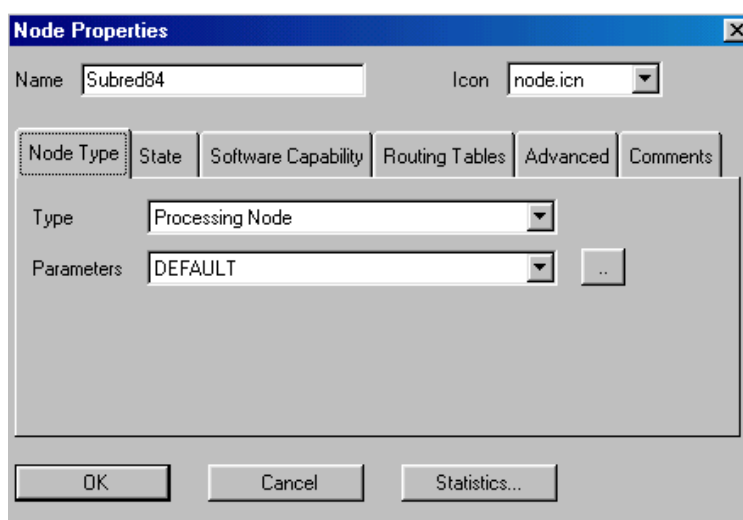 Node Properties
Name Subred84 Icon node.icn
Node Type State Software Capability Routing Tables Advanced Comments
Type Processing Node
Parameters DEFAULT ..
OK Cancel Statistics...